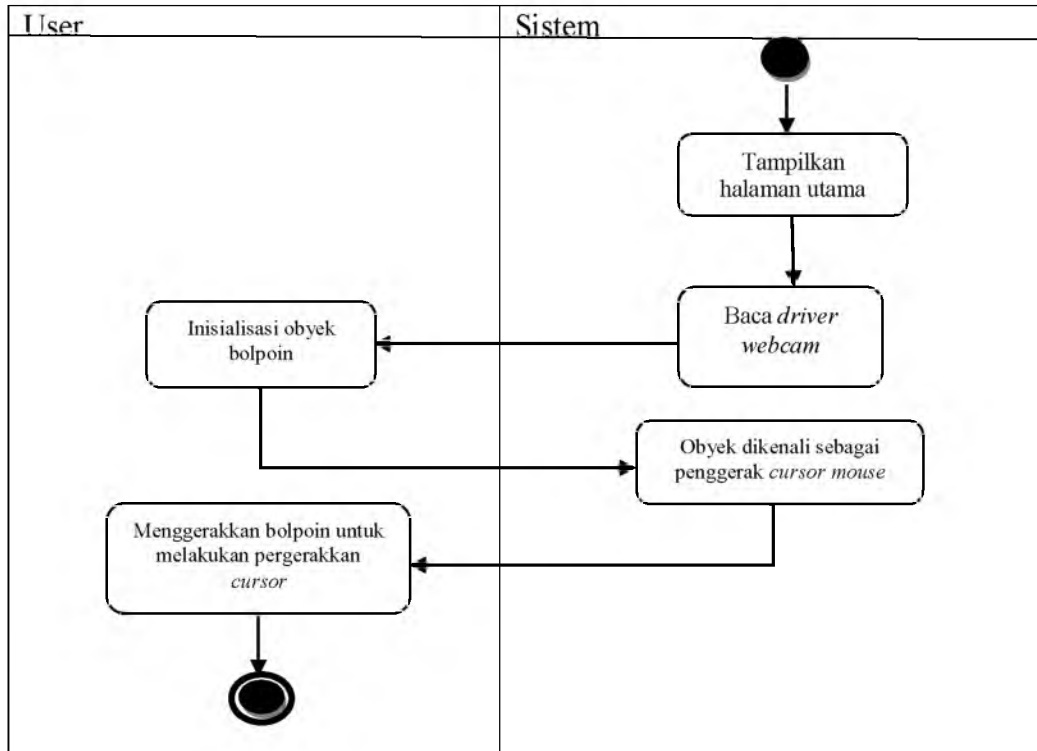 User
Sistem
Tampilkan
halaman utama
Baca driver
webcam
Inisialisasi obyek
bolpoin
Obyek dikenali sebagai
penggerak cursor mouse
Menggerakkan bolpoin untuk
melakukan pergerakkan
cursor